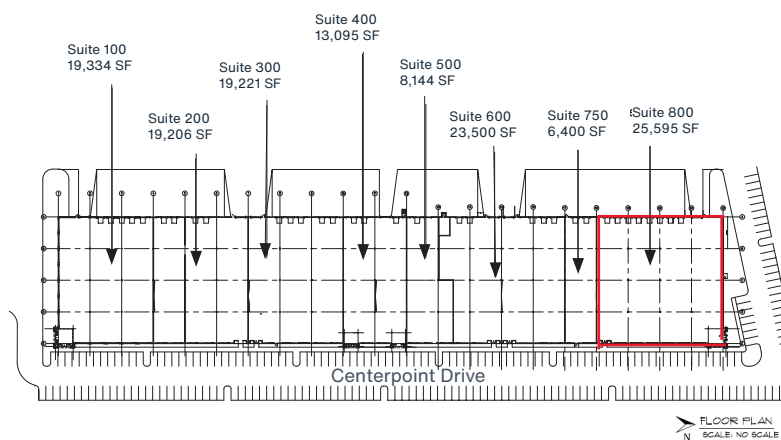 Suite 100
19,334 SF
Suite 200
19,206 SF
Suite 300
19,221 SF
Suite 400
13,095 SF
Suite 500
8,144 SF
Suite 600
23,500 SF
Suite 750
6,400 SF
Suite 800
25,595 SF
Centerpoint Drive
FLOOR PLAN
SCALE: NO SCALE
N